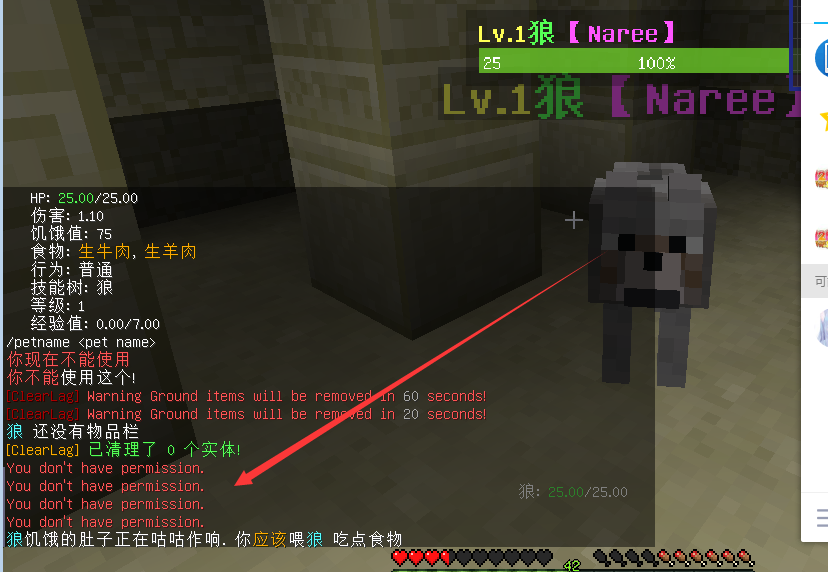 Lv.1狼【Naree】
25 100%
Lv.1狼【Naree】
HP: 25.00/25.00
伤害: 1.10
饥饿值: 75
食物: 生牛肉, 生羊肉
行为: 普通
技能树: 狼
等级: 1
经验值: 0.00/7.00
/petname <pet name>
你现在不能使用
你不能使用这个!
[ClearLag] Warning Ground items will be removed in 60 seconds!
[ClearLag] Warning Ground items will be removed in 20 seconds!
狼 还没有物品栏
[ClearLag] 已清理了 0 个实体!
You don't have permission.
You don't have permission.
狼: 25.00/25.00
You don't have permission.
You don't have permission.
狼饥饿的肚子正在咕咕作响. 你应该喂狼 吃点食物
42
可